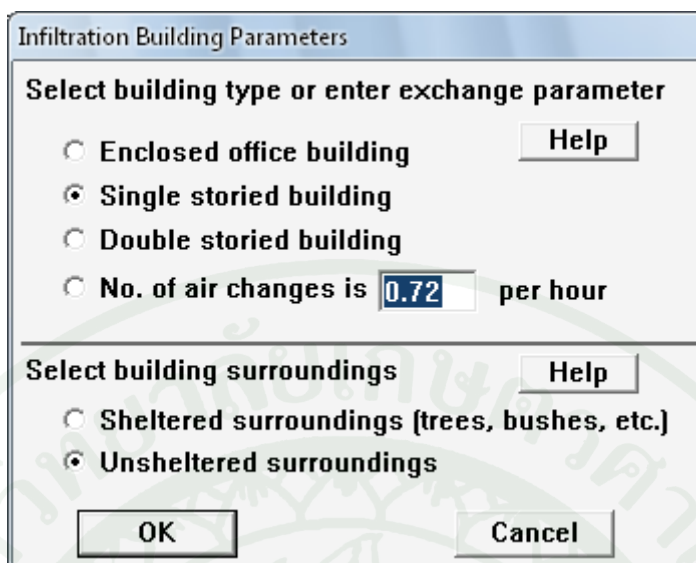 Infiltration Building Parameters
Select building type or enter exchange parameter
Help
Enclosed office building
Single storied building
Double storied building
No. of air changes is 0.72 per hour
Select building surroundings
Help
Sheltered surroundings (trees, bushes, etc.)
Unsheltered surroundings
OK Cancel